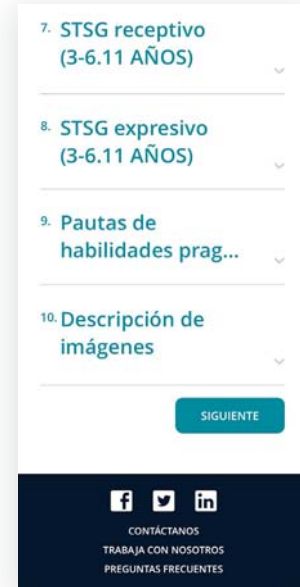 7. STSG receptivo
(3-6.11 AÑOS)
8. STSG expresivo
(3-6.11 AÑOS)
9. Pautas de
habilidades prag...
10. Descripción de
imágenes
SIGUIENTE
CONTÁCTANOS
TRABAJA CON NOSOTROS
PREGUNTAS FRECUENTES